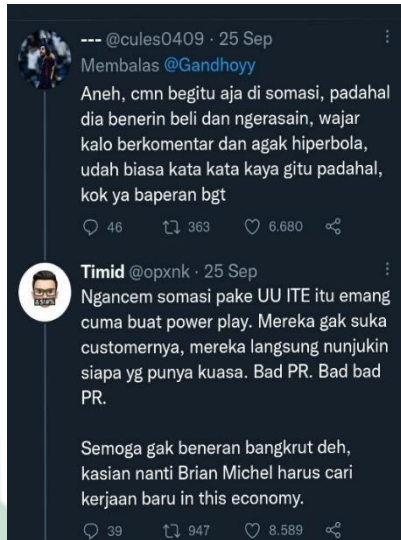 --- @cules0409 · 25 Sep
Membalas @Gandhoyy
Aneh, cmn begitu aja di somasi, padahal
dia benerin beli dan ngerasain, wajar
kalo berkomentar dan agak hiperbola,
udah biasa kata kata kaya gitu padahal,
kok ya baperan bgt
46 363 6.680
Timid @opxnk · 25 Sep
Ngancem somasi pake UU ITE itu emang
cuma buat power play. Mereka gak suka
customernya, mereka langsung nunjukin
siapa yg punya kuasa. Bad PR. Bad bad
PR.
Semoga gak beneran bangkrut deh,
kasian nanti Brian Michel harus cari
kerjaan baru in this economy.
39 947 8.589